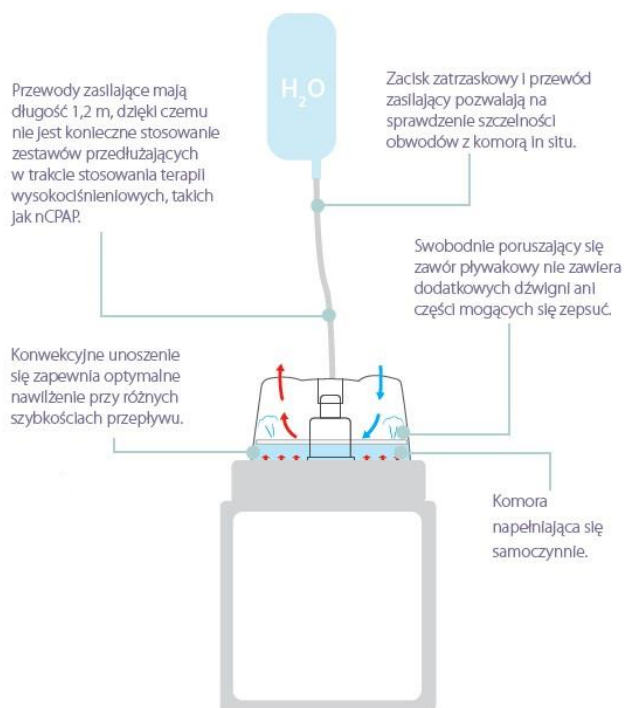 H₂O
Przewody zasilające mają
długość 1,2 m, dzięki czemu
nie jest konieczne stosowanie
zestawów przedłużających
w trakcie stosowania terapii
wysokociśnieniowych, takich
jak nCPAP.
Zacisk zatrzaskowy i przewód
zasilający pozwalają na
sprawdzenie szczelności
obwodów z komorą in situ.
Swobodnie poruszający się
zawór pływakowy nie zawiera
dodatkowych dźwigni ani
części mogących się zepsuć.
Konwekcyjne unoszenie
się zapewnia optymalne
nawilżenie przy różnych
szybkościach przepływu.
Komora
napełniająca się
samoczynnie.